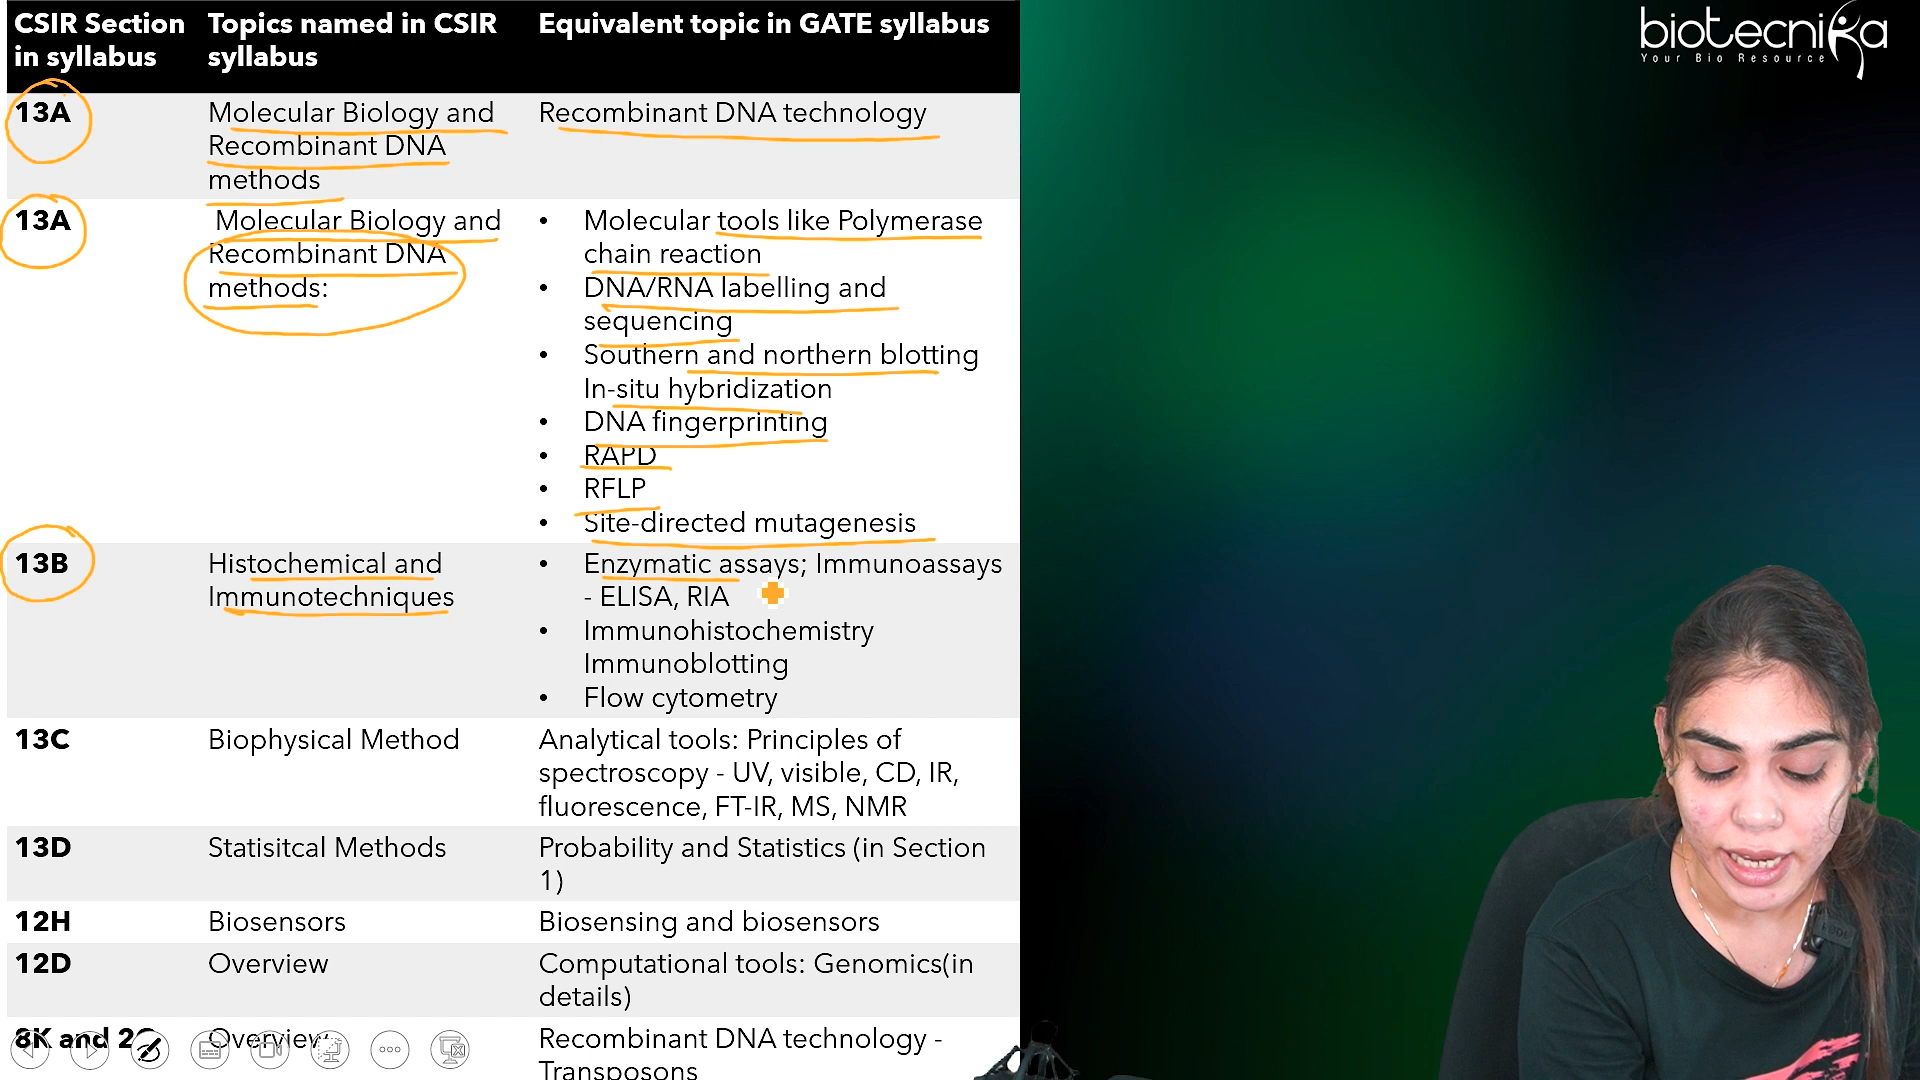 CSIR Section in syllabus
Topics named in CSIR syllabus
Equivalent topic in GATE syllabus
13A
Molecular Biology and
Recombinant DNA
methods
Recombinant DNA technology
13A
Molecular Biology and
Recombinant DNA
methods:
• Molecular tools like Polymerase
chain reaction
• DNA/RNA labelling and
sequencing
• Southern and northern blotting
In-situ hybridization
• DNA fingerprinting
• RAPD
• RFLP
• Site-directed mutagenesis
13B
Histochemical and
Immunotechniques
• Enzymatic assays; Immunoassays
- ELISA, RIA
• Immunohistochemistry
Immunoblotting
• Flow cytometry
13C
Biophysical Method
Analytical tools: Principles of
spectroscopy - UV, visible, CD, IR,
fluorescence, FT-IR, MS, NMR
13D
Statisitcal Methods
Probability and Statistics (in Section
1)
12H
Biosensors
Biosensing and biosensors
12D
Overview
Computational tools: Genomics(in
details)
8K and
Overview
Recombinant DNA technology -
Transposons
biotecnika
Your Bio Resource